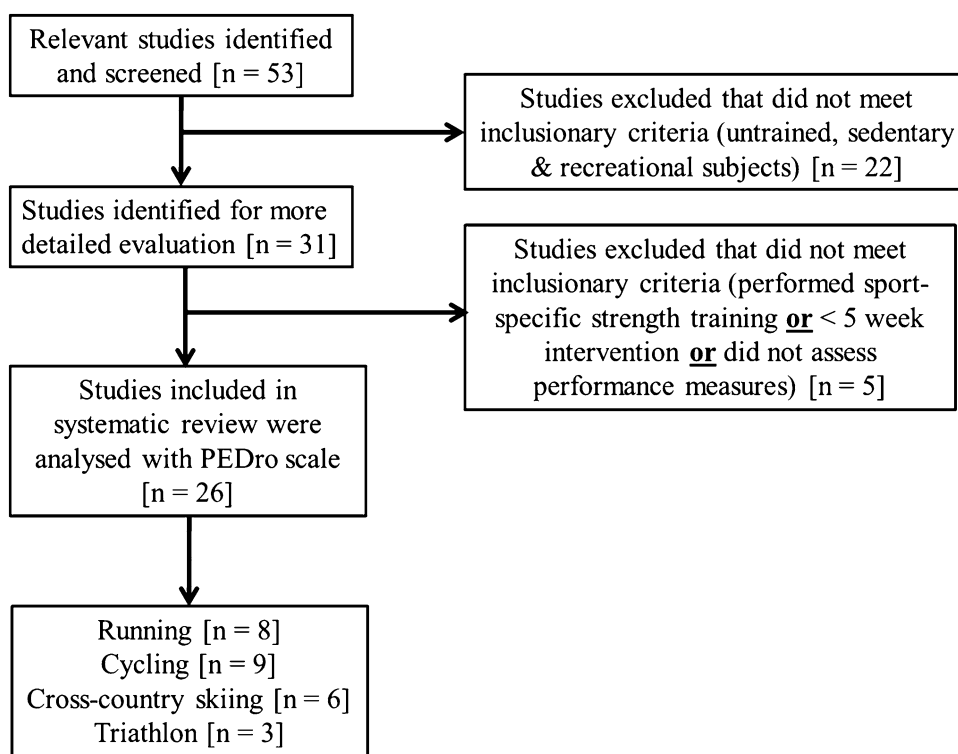 Relevant studies identified
and screened [n = 53]
Studies excluded that did not meet
inclusionary criteria (untrained, sedentary
& recreational subjects) [n = 22]
Studies identified for more
detailed evaluation [n = 31]
Studies excluded that did not meet
inclusionary criteria (performed sport-
specific strength training or < 5 week
intervention or did not assess
performance measures) [n = 5]
Studies included in
systematic review were
analysed with PEDro scale
[n = 26]
Running [n = 8]
Cycling [n = 9]
Cross-country skiing [n = 6]
Triathlon [n = 3]